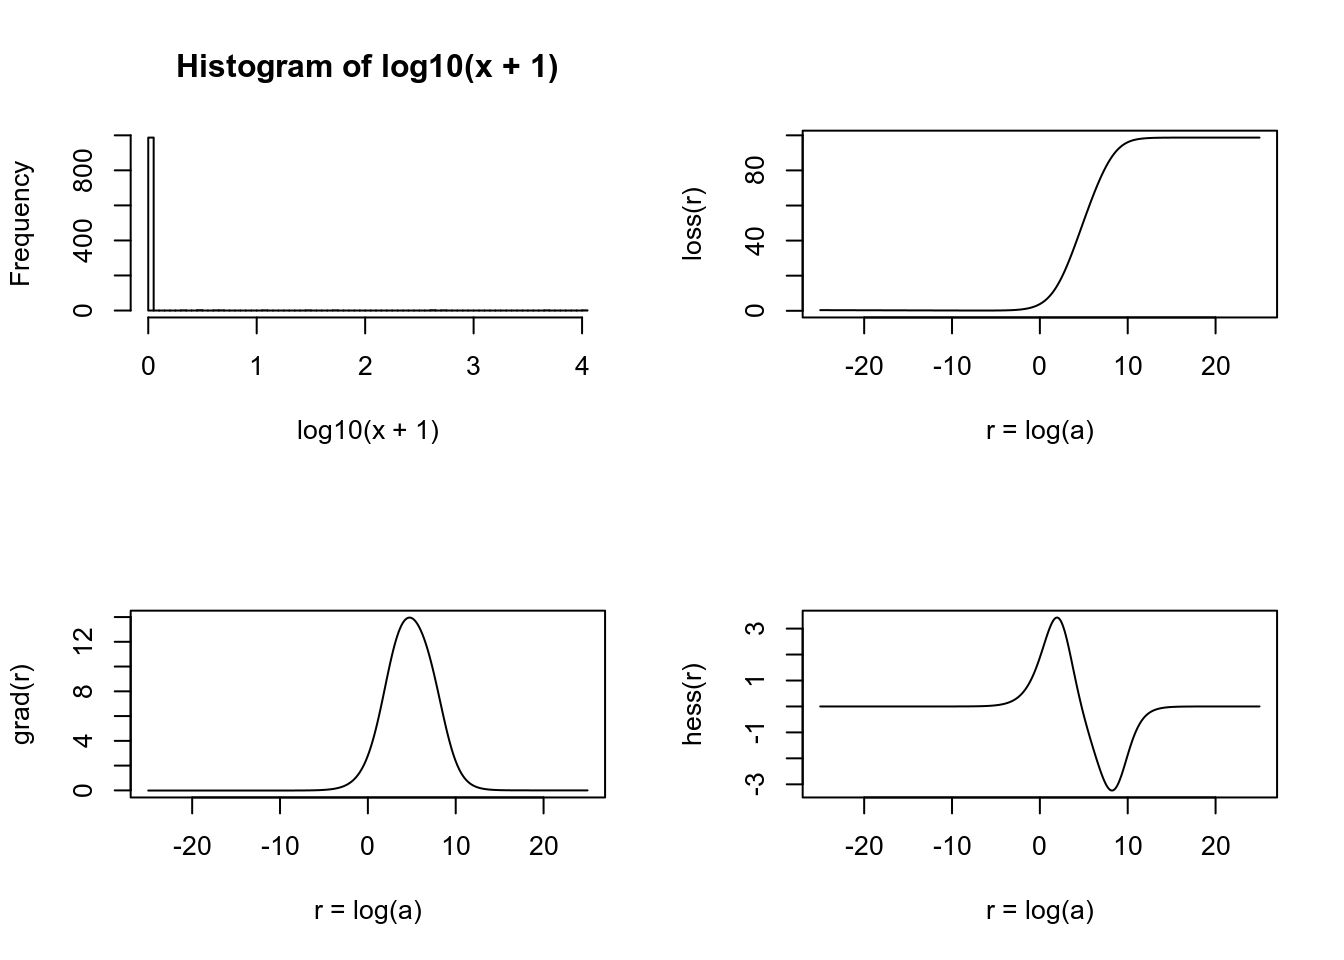 Histogram of log10(x + 1)
Frequency
0 400 800
0 1 2 3 4
log10(x + 1)
loss(r)
0 40 80
-20 -10 0 10 20
r = log(a)
grad(r)
0 4 8 12
-20 -10 0 10 20
r = log(a)
hess(r)
-3 -1 1 3
-20 -10 0 10 20
r = log(a)